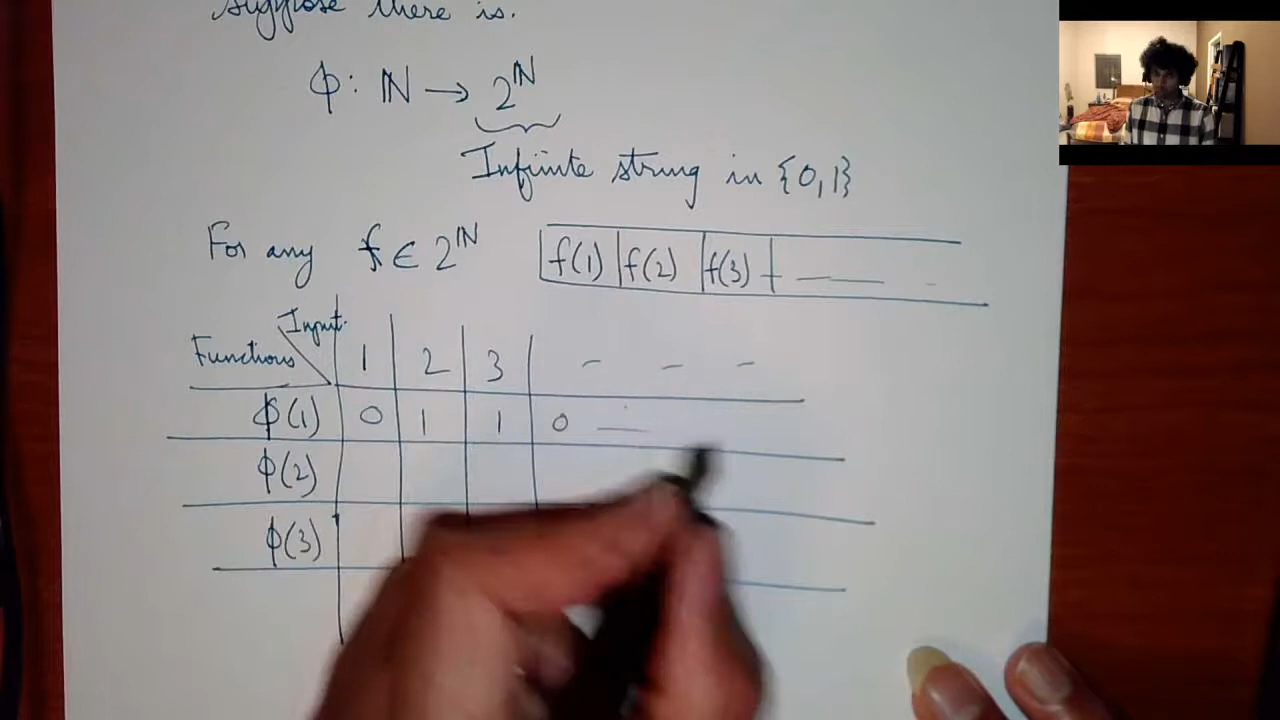 Suppose there is.
Φ: ℕ → 2^ℕ
Infinite string in {0,1}
For any f ∈ 2^ℕ f(1) f(2) f(3) - — - .
Input.
Functions 1 2 3 - - -
ϕ(1) 0 1 1 0 —
ϕ(2)
ϕ(3)